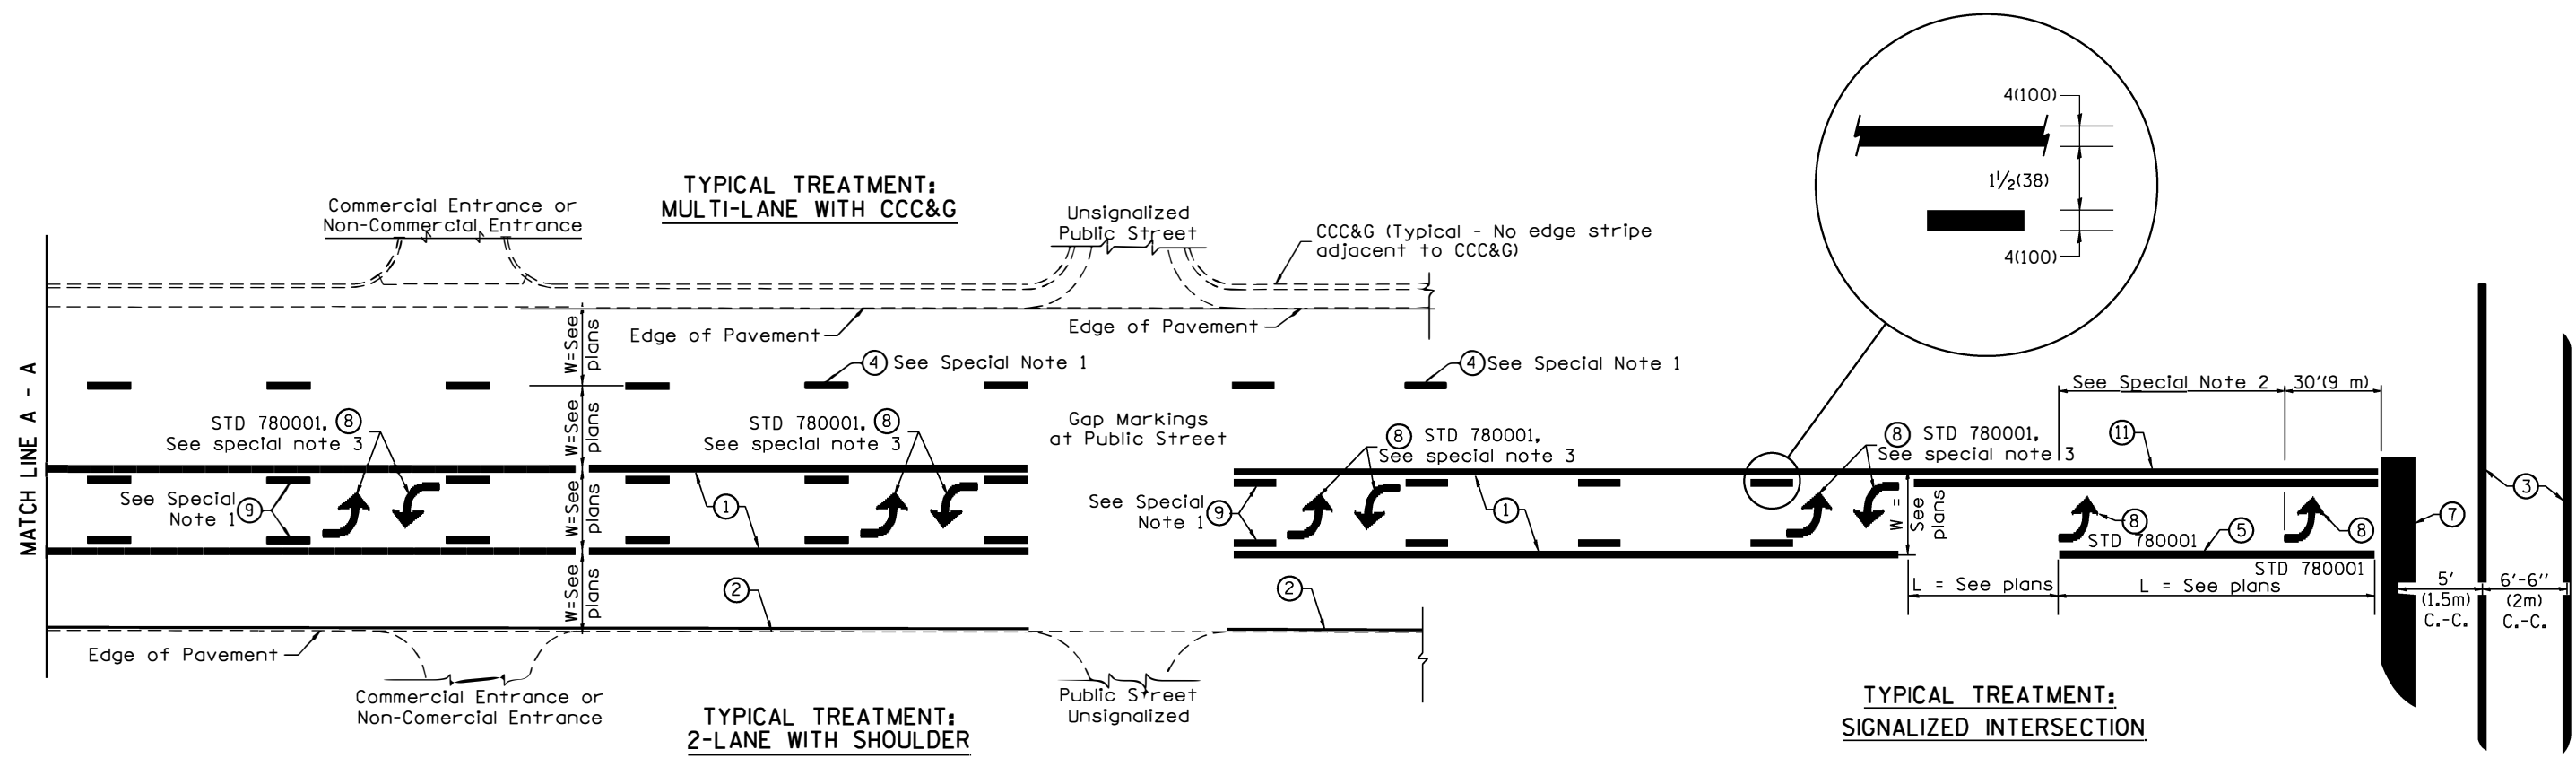 MATCH LINE A - A
TYPICAL TREATMENT:
MULTI-LANE WITH CCC&G
Commercial Entrance or
Non-Commercial Entrance
Unsignalized
Public Street
CCC&G (Typical - No edge stripe
adjacent to CCC&G)
4(100)
1½(38)
4(100)
W=See
plans
Edge of Pavement
Edge of Pavement
4 See Special Note 1
4 See Special Note 1
See Special Note 2
30'(9 m)
STD 780001, 8
See special note 3
W=See
plans
STD 780001, 8
See special note 3
Gap Markings
at Public Street
8 STD 780001,
See special note 3
8 STD 780001,
See special note 3
11
See Special
Note 1 9
W=See
plans
1
See Special
Note 1 9
1
W =
See
plans
8
STD 780001
5
8
7
3
STD 780001
W=See
plans
2
2
L = See plans
L = See plans
5'
(1.5m)
C.-C.
6'-6''
(2m)
C.-C.
Edge of Pavement
Commercial Entrance or
Non-Comercial Entrance
Public Street
Unsignalized
TYPICAL TREATMENT:
2-LANE WITH SHOULDER
TYPICAL TREATMENT:
SIGNALIZED INTERSECTION